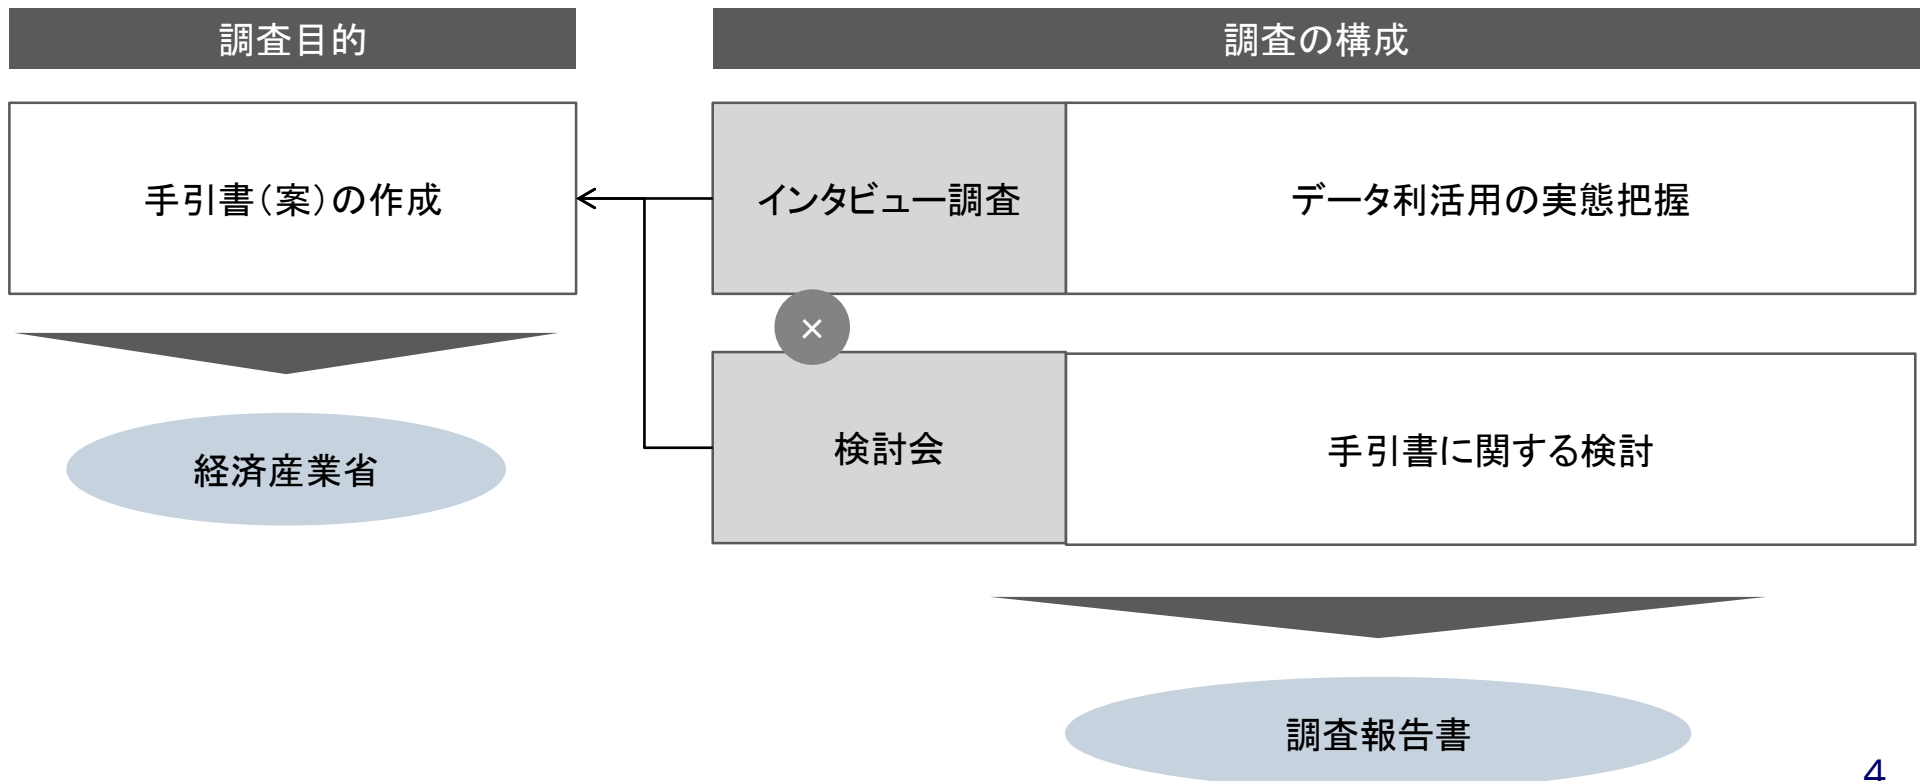 調査目的
調査の構成
手引書（案）の作成
インタビュー調査
データ利活用の実態把握
×
経済産業省
検討会
手引書に関する検討
調査報告書
4